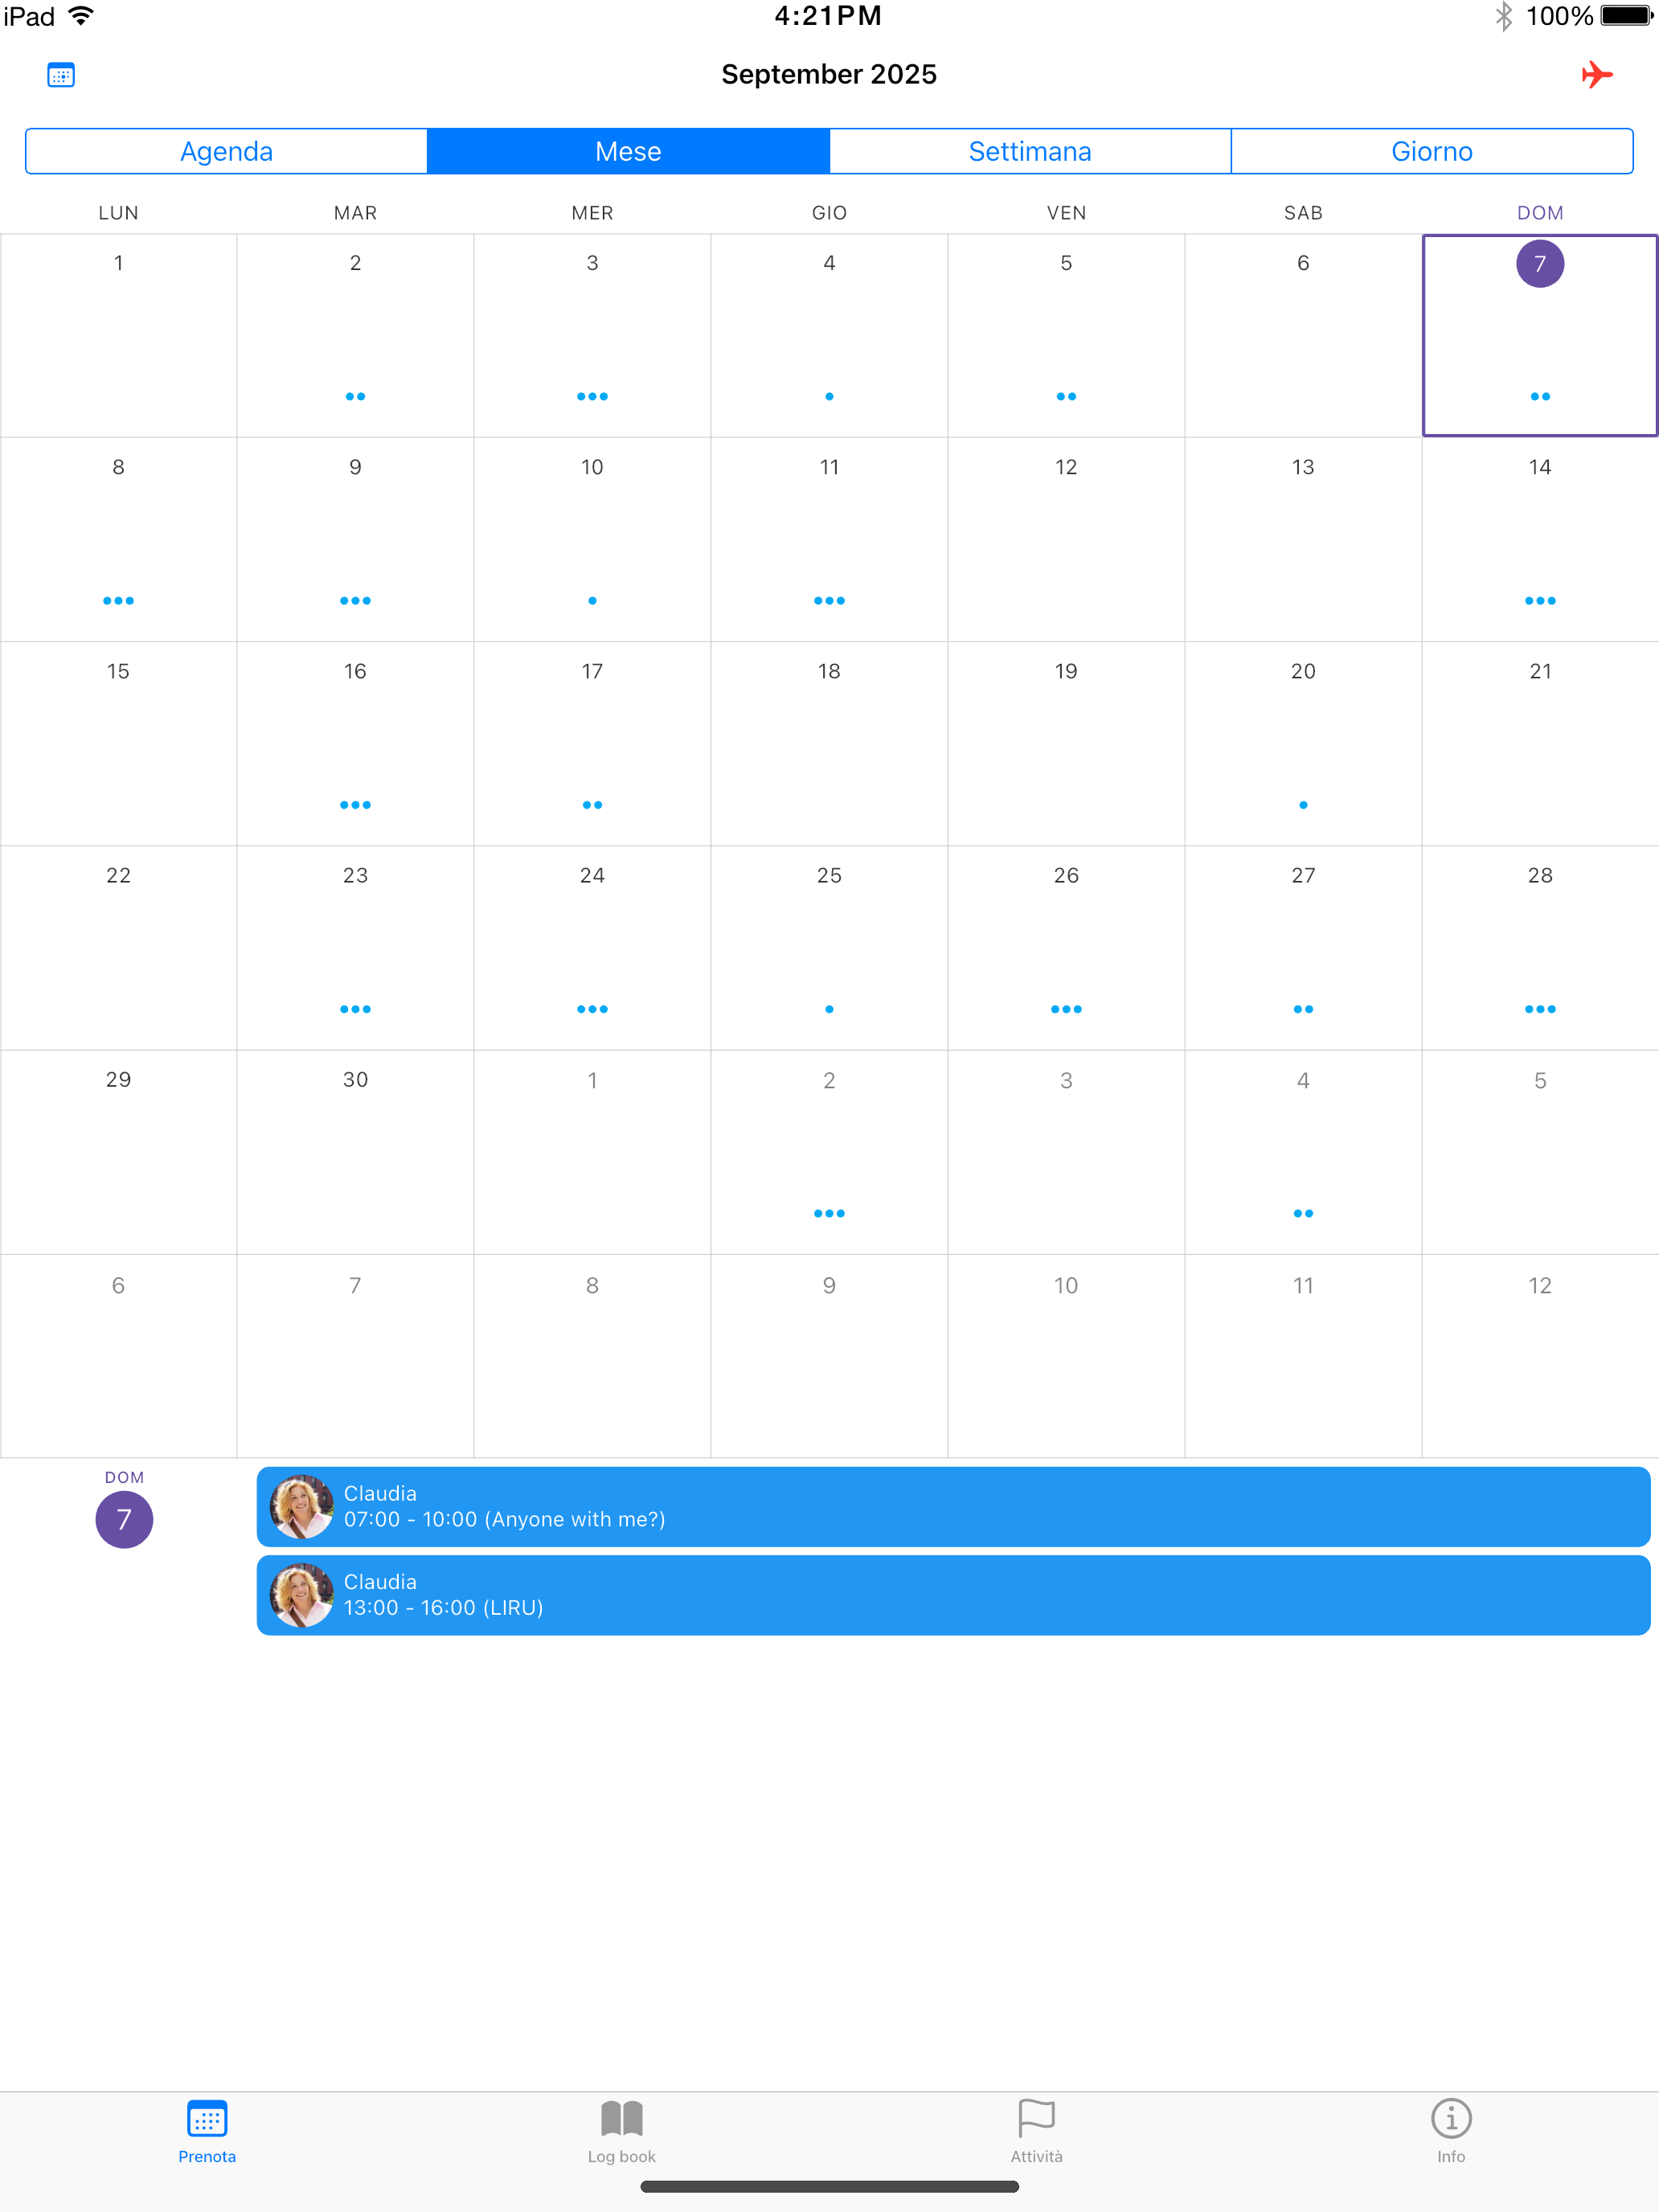 iPad 4:21 PM 100%
September 2025
Agenda Mese Settimana Giorno
LUN MAR MER GIO VEN SAB DOM
1 2 3 4 5 6 7
8 9 10 11 12 13 14
15 16 17 18 19 20 21
22 23 24 25 26 27 28
29 30 1 2 3 4 5
6 7 8 9 10 11 12
DOM
7
Claudia
07:00 - 10:00 (Anyone with me?)
Claudia
13:00 - 16:00 (LIRU)
Prenota Log book Attività Info